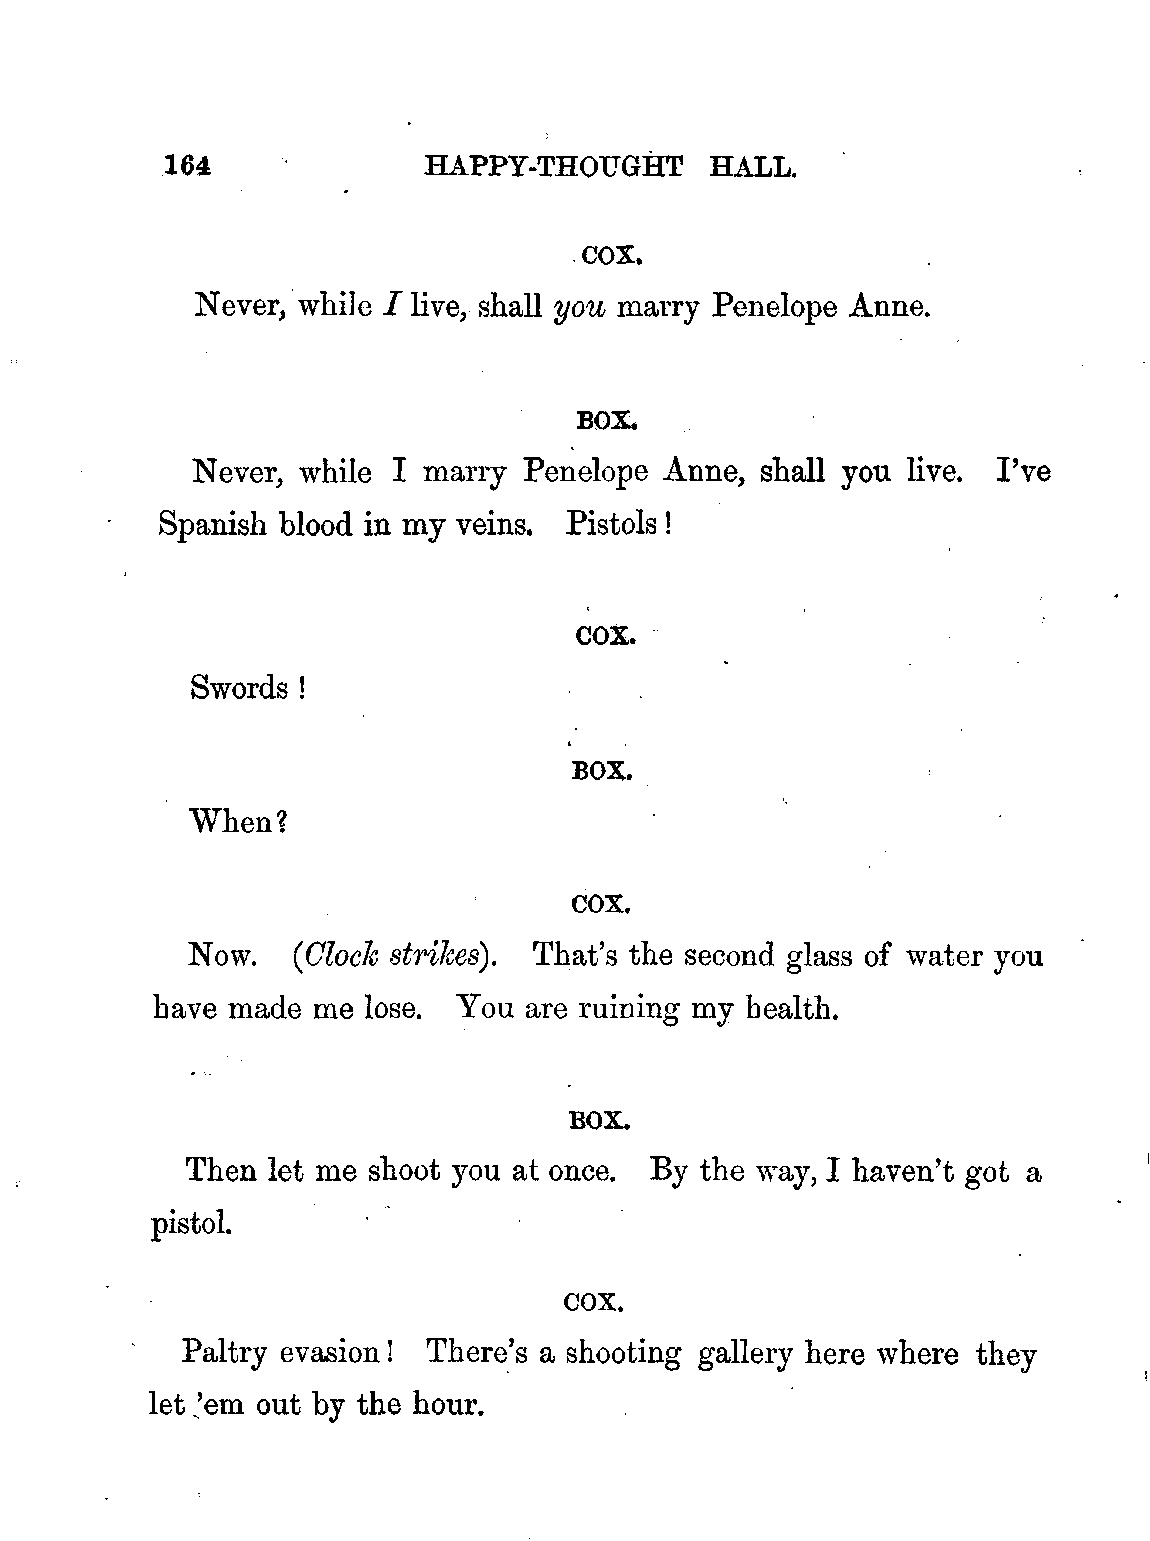 164 HAPPY-THOUGHT HALL.
COX.
Never, while I live, shall you marry Penelope Anne.
BOX.
Never, while I marry Penelope Anne, shall you live. I've
Spanish blood in my veins. Pistols!
COX.
Swords!
BOX.
When?
COX.
Now. (Clock strikes). That's the second glass of water you
have made me lose. You are ruining my health.
BOX.
Then let me shoot you at once. By the way, I haven't got a
pistol.
COX.
Paltry evasion! There's a shooting gallery here where they
let 'em out by the hour.